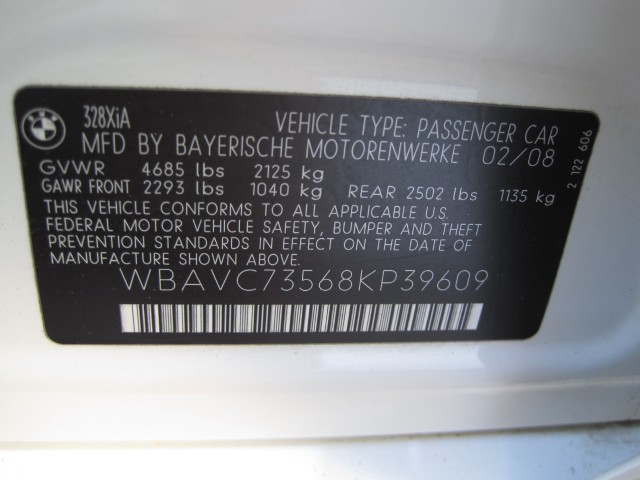 BMW
328XiA
VEHICLE TYPE: PASSENGER CAR
MFD BY BAYERISCHE MOTORENWERKE 02/08
GVWR 4685 lbs 2125 kg
GAWR FRONT 2293 lbs 1040 kg REAR 2502 lbs 1135 kg
THIS VEHICLE CONFORMS TO ALL APPLICABLE U.S.
FEDERAL MOTOR VEHICLE SAFETY, BUMPER AND THEFT
PREVENTION STANDARDS IN EFFECT ON THE DATE OF
MANUFACTURE SHOWN ABOVE.
WBAVC73568KP39609
2 122 606